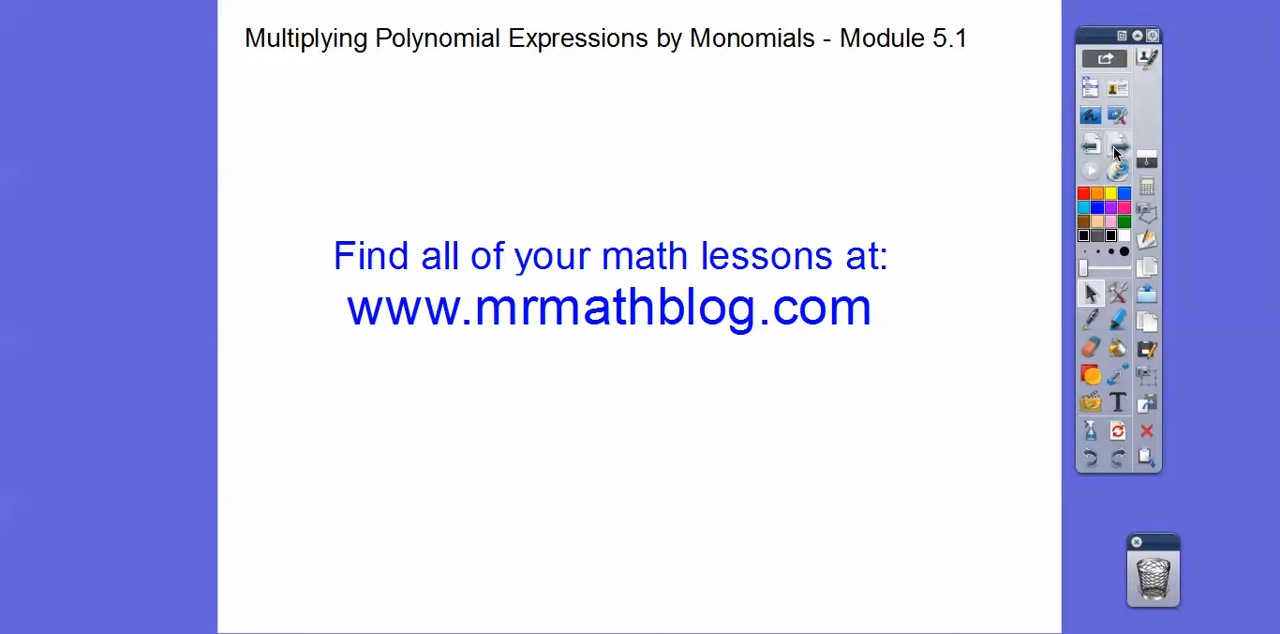 Multiplying Polynomial Expressions by Monomials - Module 5.1
Find all of your math lessons at:
www.mrmathblog.com
T